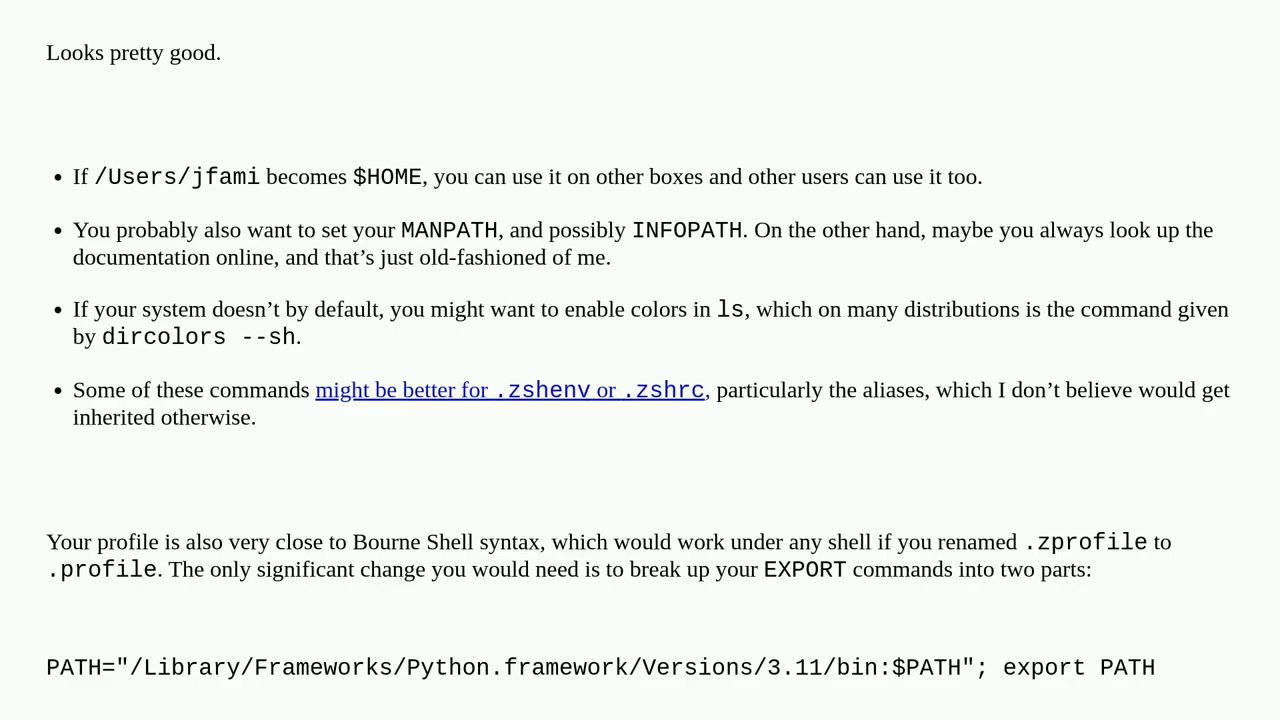 Looks pretty good.
• If /Users/jfami becomes $HOME, you can use it on other boxes and other users can use it too.
• You probably also want to set your MANPATH, and possibly INFOPATH. On the other hand, maybe you always look up the
documentation online, and that’s just old-fashioned of me.
• If your system doesn’t by default, you might want to enable colors in ls, which on many distributions is the command given
by dircolors --sh.
• Some of these commands might be better for .zshenv or .zshrc, particularly the aliases, which I don’t believe would get
inherited otherwise.
Your profile is also very close to Bourne Shell syntax, which would work under any shell if you renamed .zprofile to
.profile. The only significant change you would need is to break up your EXPORT commands into two parts:
PATH="/Library/Frameworks/Python.framework/Versions/3.11/bin:$PATH"; export PATH